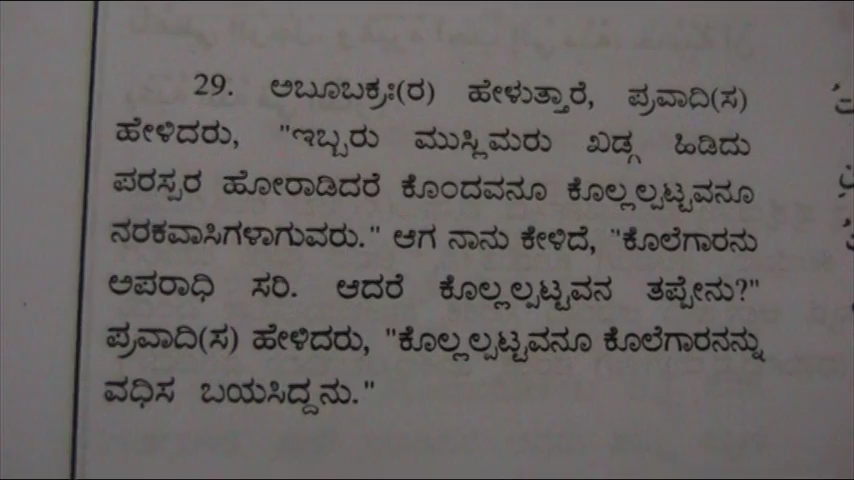 29. ಅಬೂಬಕ್ರಃ(ರ) ಹೇಳುತ್ತಾರೆ, ಪ್ರವಾದಿ(ಸ)
ಹೇಳಿದರು, "ಇಬ್ಬರು ಮುಸ್ಲಿಮರು ಖಡ್ಗ ಹಿಡಿದು
ಪರಸ್ಪರ ಹೋರಾಡಿದರೆ ಕೊಂದವನೂ ಕೊಲ್ಲಲ್ಪಟ್ಟವನೂ
ನರಕವಾಸಿಗಳಾಗುವರು." ಆಗ ನಾನು ಕೇಳಿದೆ, "ಕೊಲೆಗಾರನು
ಅಪರಾಧಿ ಸರಿ. ಆದರೆ ಕೊಲ್ಲಲ್ಪಟ್ಟವನ ತಪ್ಪೇನು?"
ಪ್ರವಾದಿ(ಸ) ಹೇಳಿದರು, "ಕೊಲ್ಲಲ್ಪಟ್ಟವನೂ ಕೊಲೆಗಾರನನ್ನು
ವಧಿಸ ಬಯಸಿದ್ದನು."